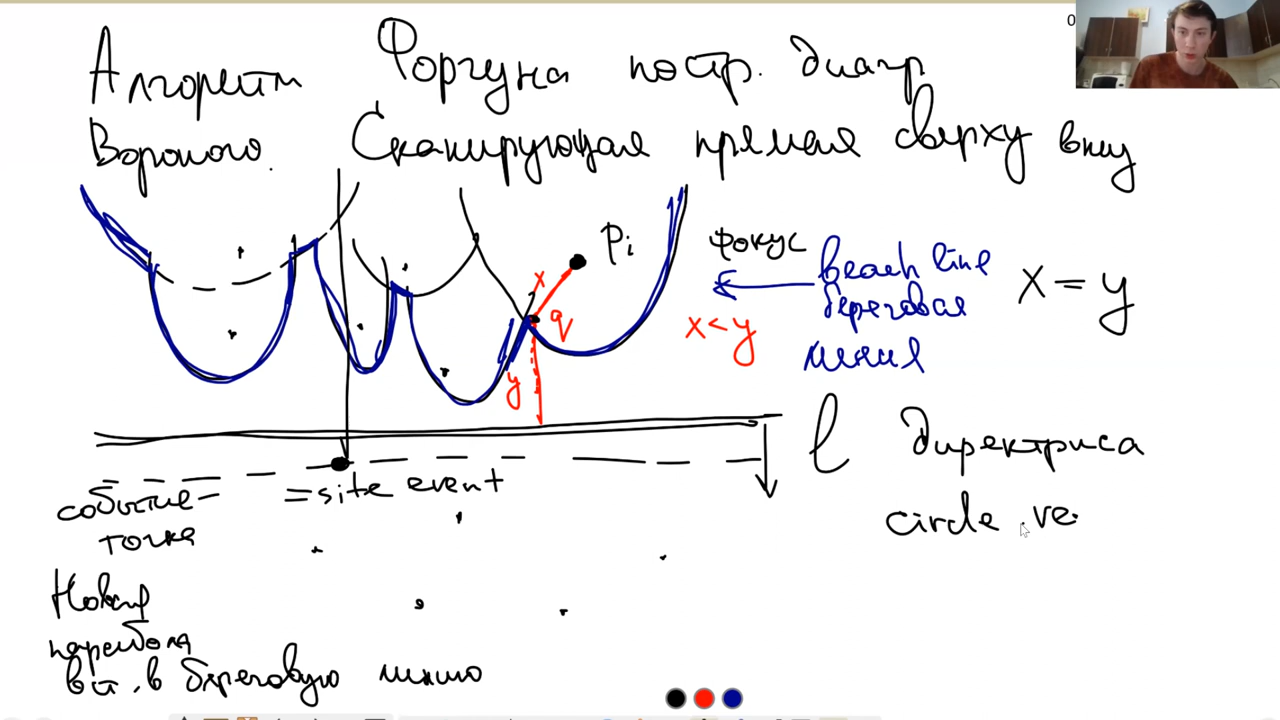 Алгоритм Форчуна постр. диагр
Вороного. Сканирующая прямая сверху вниз
Pi
x
q
y
фокус
x<y
beach line
береговая
линия
x = y
l директриса
circle eve
событие-
точка
= site event
Новая
парабола
вст. в береговую линию